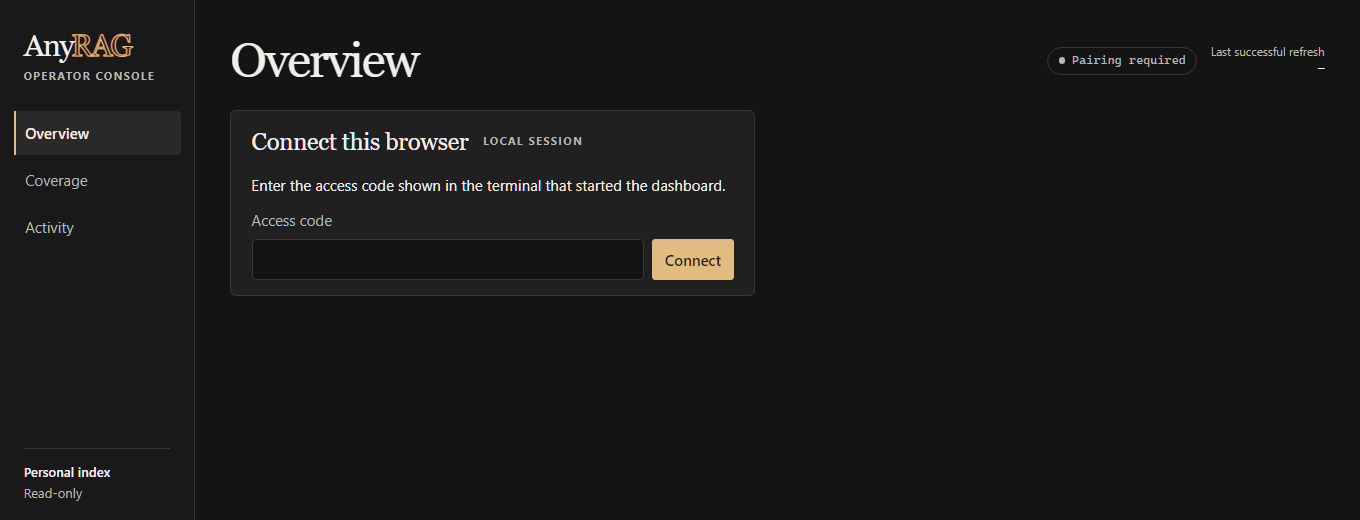 AnyRAG
OPERATOR CONSOLE
Overview
Coverage
Activity
Personal index
Read-only
Overview
Pairing required
Last successful refresh
—
Connect this browser LOCAL SESSION
Enter the access code shown in the terminal that started the dashboard.
Access code
Connect